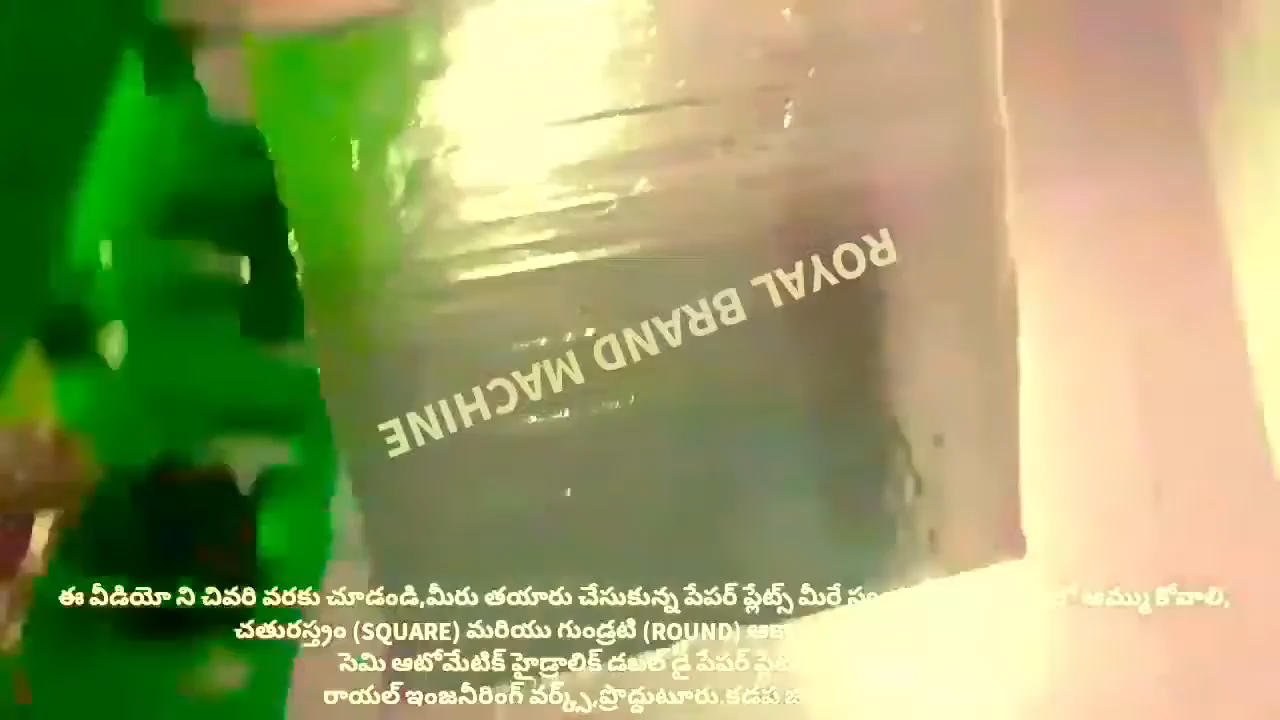 ROYAL BRAND MACHINE
ఈ వీడియో ని చివరి వరకు చూడండి,మీరు తయారు చేసుకున్న పేపర్ ప్లేట్స్ మీరే అమ్ము కోవాలి,
చతురస్త్రం (SQUARE) మరియు గుండ్రటి (ROUND)
సెమి ఆటోమేటిక్ హైడ్రాలిక్ డబల్ డై పేపర్
రాయల్ ఇంజనీరింగ్ వర్క్స్,ప్రొద్దుటూరు.కడప.